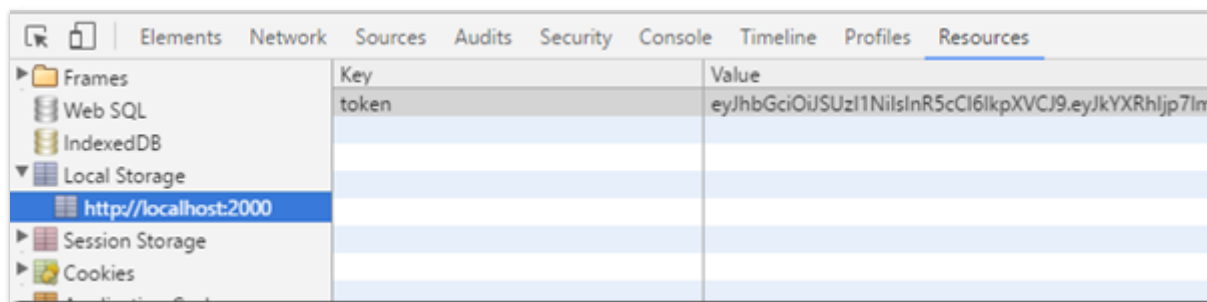 Elements Network Sources Audits Security Console Timeline Profiles Resources
Key Value
Frames
token eyJhbGciOiJSUzI1NiIsInR5cCI6IkpXVCJ9.eyJkYXRhIjp7Im
Web SQL
IndexedDB
Local Storage
http://localhost:2000
Session Storage
Cookies